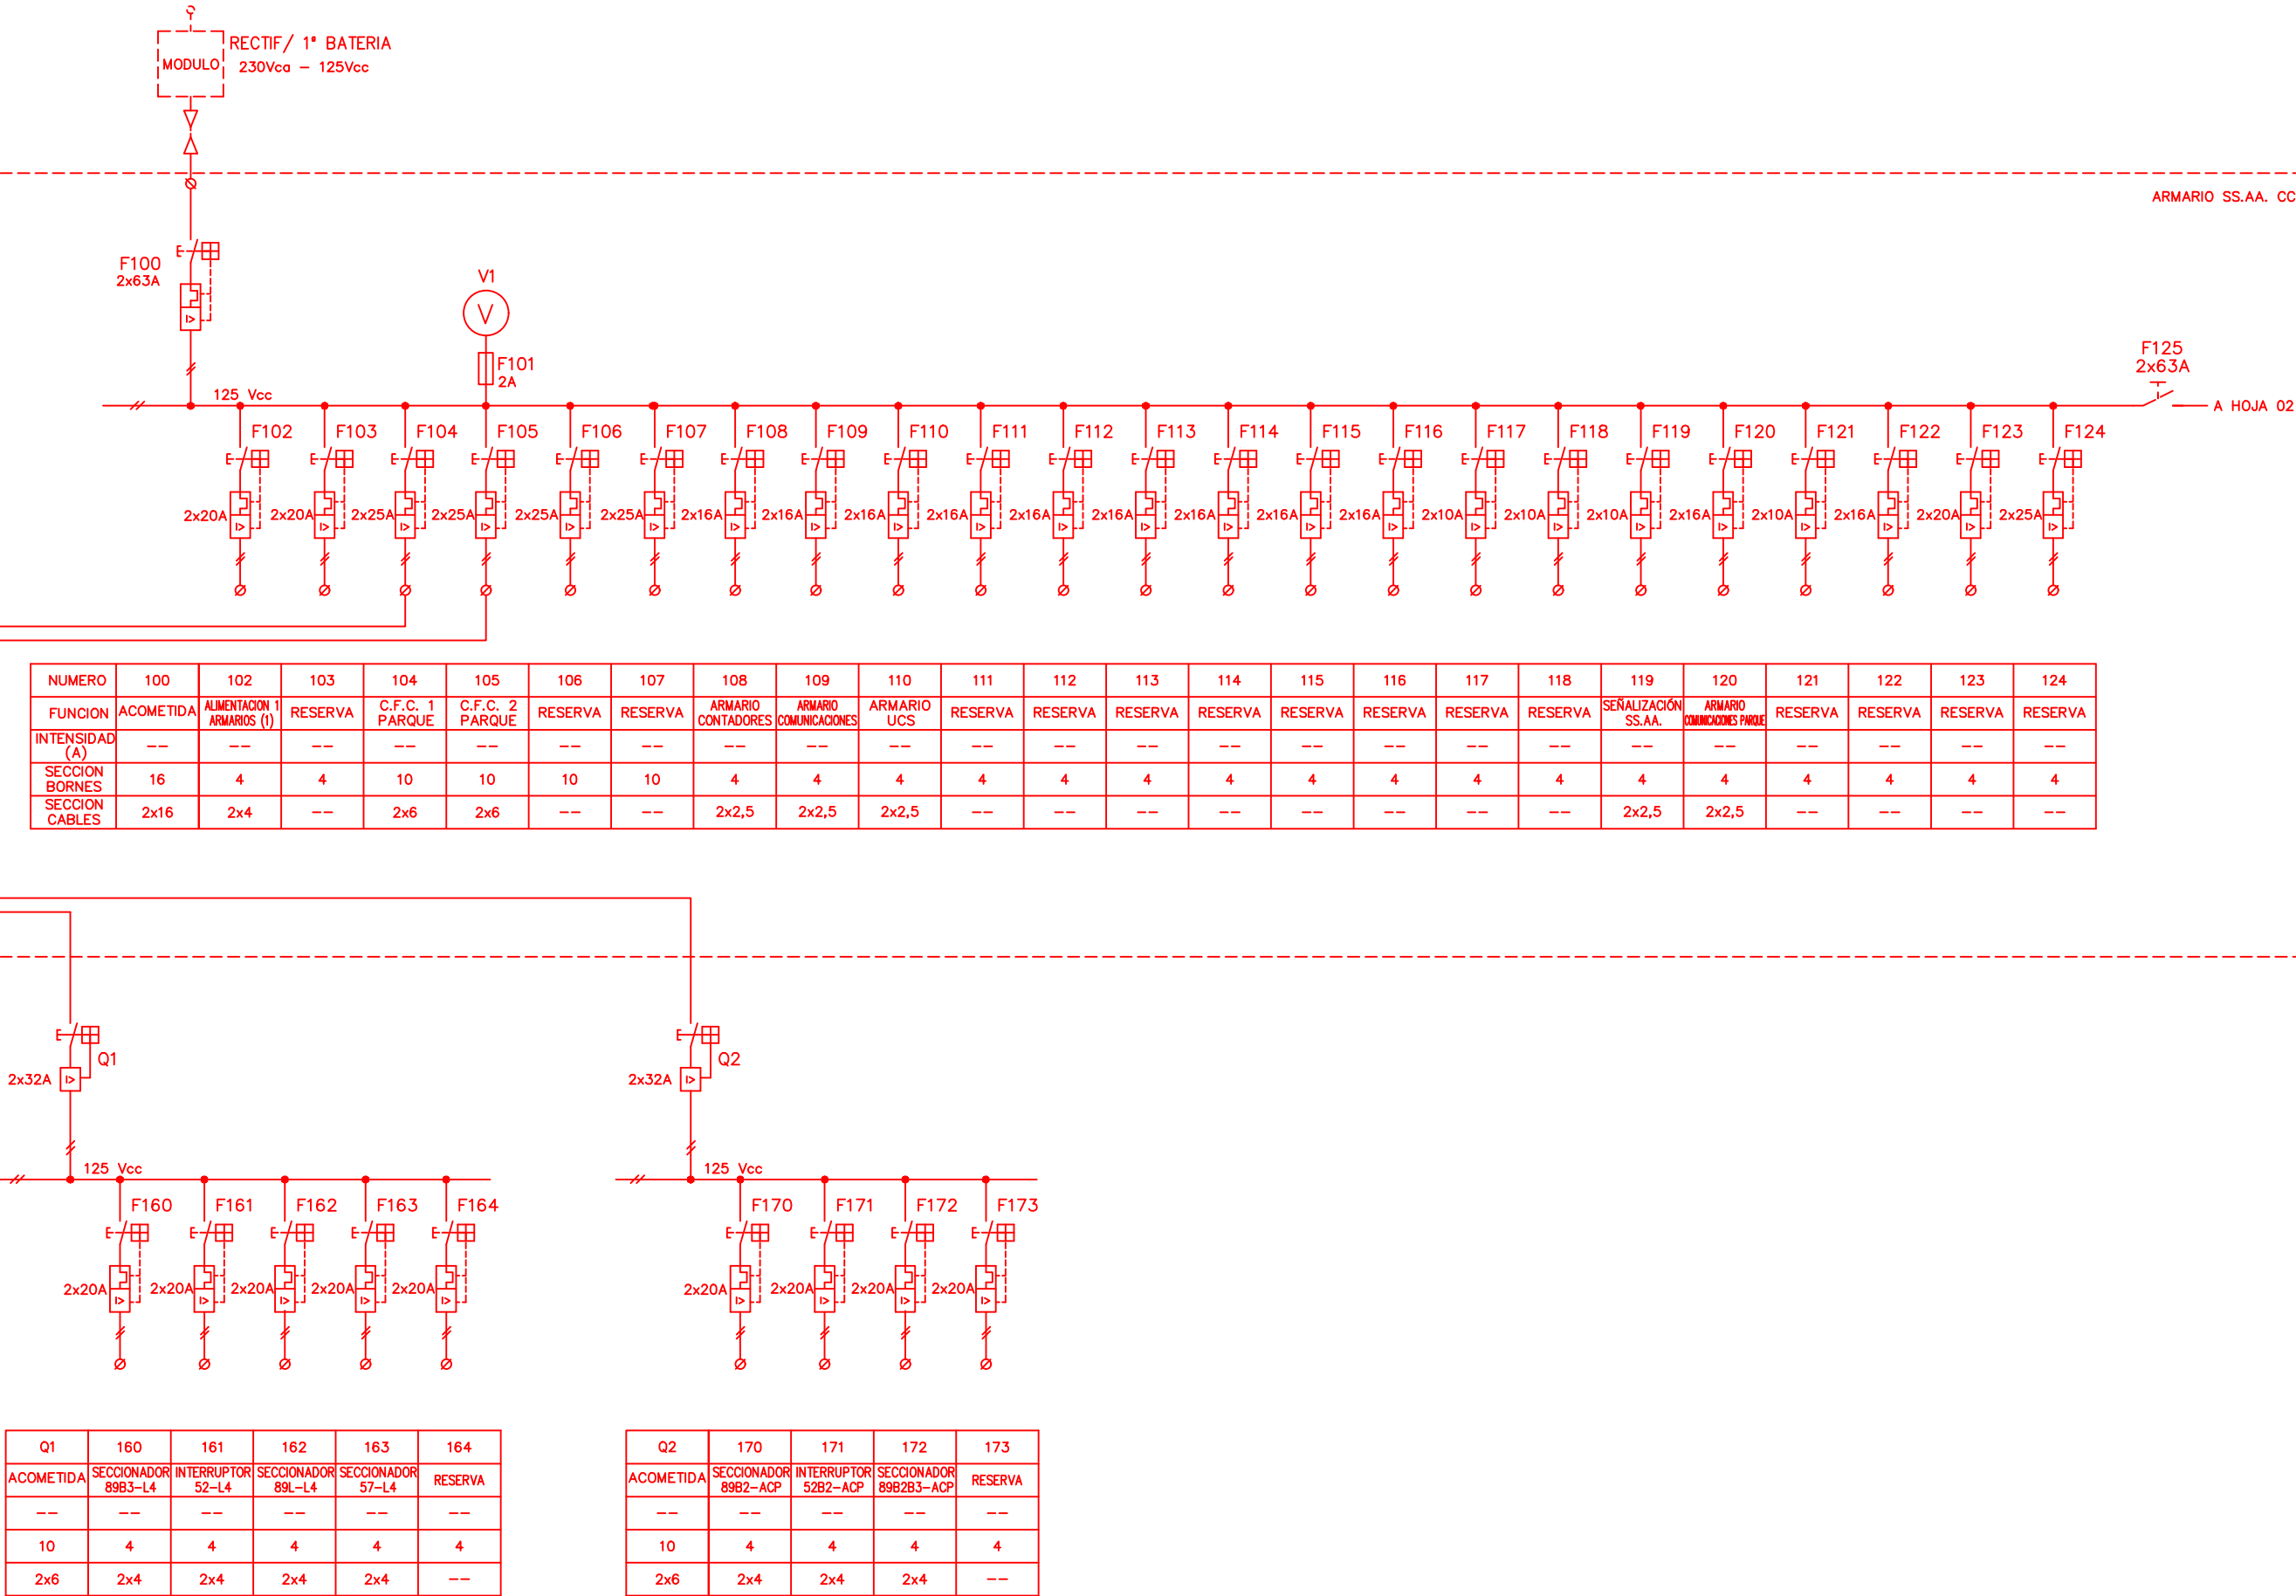 RECTIF/ 1ª BATERIA
MODULO
230Vca - 125Vcc
ARMARIO SS.AA. CC
F100
2x63A
V1
V
F101
2A
F125
2x63A
125 Vcc
A HOJA 02
F102 F103 F104 F105 F106 F107 F108 F109 F110 F111 F112 F113 F114 F115 F116 F117 F118 F119 F120 F121 F122 F123 F124
2x20A 2x20A 2x25A 2x25A 2x25A 2x25A 2x16A 2x16A 2x16A 2x16A 2x16A 2x16A 2x16A 2x16A 2x16A 2x10A 2x10A 2x10A 2x16A 2x10A 2x16A 2x20A 2x25A
I> I> I> I> I> I> I> I> I> I> I> I> I> I> I> I> I> I> I> I> I> I> I> I>
NUMERO 100 102 103 104 105 106 107 108 109 110 111 112 113 114 115 116 117 118 119 120 121 122 123 124
FUNCION ACOMETIDA ALIMENTACION 1 ARMARIOS (1) RESERVA C.F.C. 1 PARQUE C.F.C. 2 PARQUE RESERVA RESERVA ARMARIO CONTADORES ARMARIO COMUNICACIONES ARMARIO UCS RESERVA RESERVA RESERVA RESERVA RESERVA RESERVA RESERVA RESERVA SEÑALIZACIÓN SS.AA. ARMARIO COMUNICACIONES PARQUE RESERVA RESERVA RESERVA RESERVA
INTENSIDAD (A) -- -- -- -- -- -- -- -- -- -- -- -- -- -- -- -- -- -- -- -- -- -- -- --
SECCION BORNES 16 4 4 10 10 10 10 4 4 4 4 4 4 4 4 4 4 4 4 4 4 4 4 4
SECCION CABLES 2x16 2x4 -- 2x6 2x6 -- -- 2x2,5 2x2,5 2x2,5 -- -- -- -- -- -- -- -- 2x2,5 2x2,5 -- -- -- --
Q1
2x32A I>
125 Vcc
F160 F161 F162 F163 F164
2x20A 2x20A 2x20A 2x20A 2x20A
I> I> I> I> I>
Q2
2x32A I>
125 Vcc
F170 F171 F172 F173
2x20A 2x20A 2x20A 2x20A
I> I> I> I>
Q1 160 161 162 163 164
ACOMETIDA SECCIONADOR 89B3-L4 INTERRUPTOR 52-L4 SECCIONADOR 89L-L4 SECCIONADOR 57-L4 RESERVA
-- -- -- -- -- --
10 4 4 4 4 4
2x6 2x4 2x4 2x4 2x4 --
Q2 170 171 172 173
ACOMETIDA SECCIONADOR 89B2-ACP INTERRUPTOR 52B2-ACP SECCIONADOR 89B2B3-ACP RESERVA
-- -- -- -- --
10 4 4 4 4
2x6 2x4 2x4 2x4 --